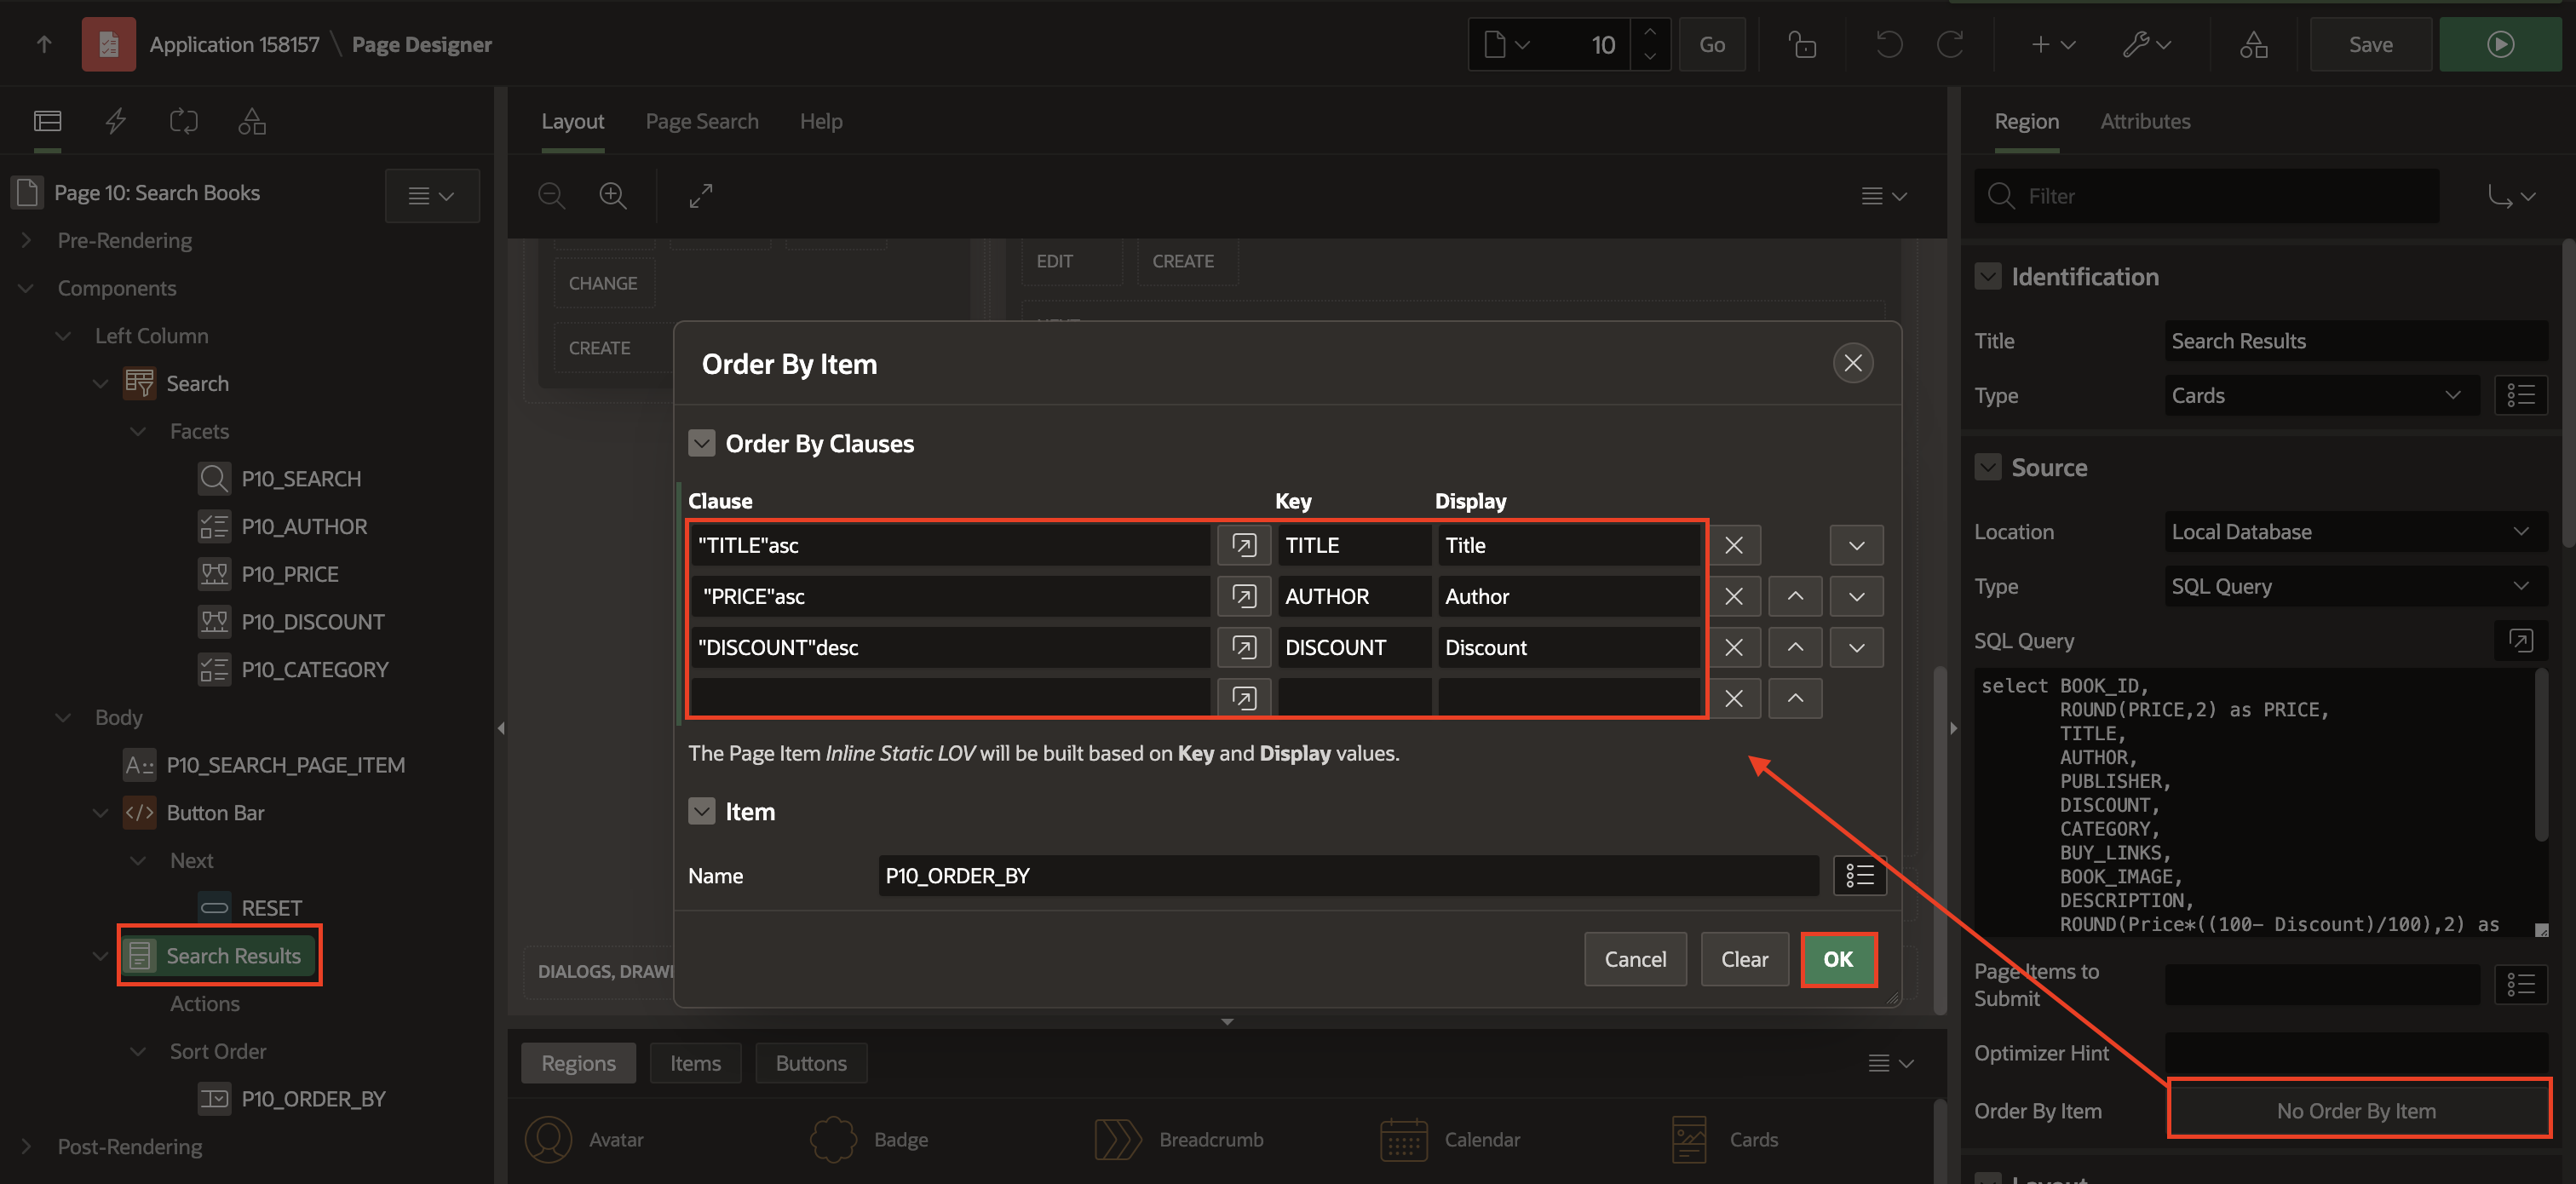 Application 158157 \ Page Designer
10
Go
Save
Layout
Page Search
Help
Region
Attributes
Page 10: Search Books
Pre-Rendering
Components
Left Column
Search
Facets
P10_SEARCH
P10_AUTHOR
P10_PRICE
P10_DISCOUNT
P10_CATEGORY
Body
P10_SEARCH_PAGE_ITEM
Button Bar
Next
RESET
Search Results
Actions
Sort Order
P10_ORDER_BY
Post-Rendering
CHANGE
CREATE
EDIT
CREATE
DIALOGS, DRAW
Order By Item
Order By Clauses
Clause Key Display
"TITLE"asc TITLE Title
"PRICE"asc AUTHOR Author
"DISCOUNT"desc DISCOUNT Discount
The Page Item Inline Static LOV will be built based on Key and Display values.
Item
Name P10_ORDER_BY
Cancel
Clear
OK
Regions
Items
Buttons
Avatar
Badge
Breadcrumb
Calendar
Cards
Filter
Identification
Title Search Results
Type Cards
Source
Location Local Database
Type SQL Query
SQL Query
select BOOK_ID,
ROUND(PRICE,2) as PRICE,
TITLE,
AUTHOR,
PUBLISHER,
DISCOUNT,
CATEGORY,
BUY_LINKS,
BOOK_IMAGE,
DESCRIPTION,
ROUND(Price*((100- Discount)/100),2) as
Page Items to
Submit
Optimizer Hint
Order By Item No Order By Item